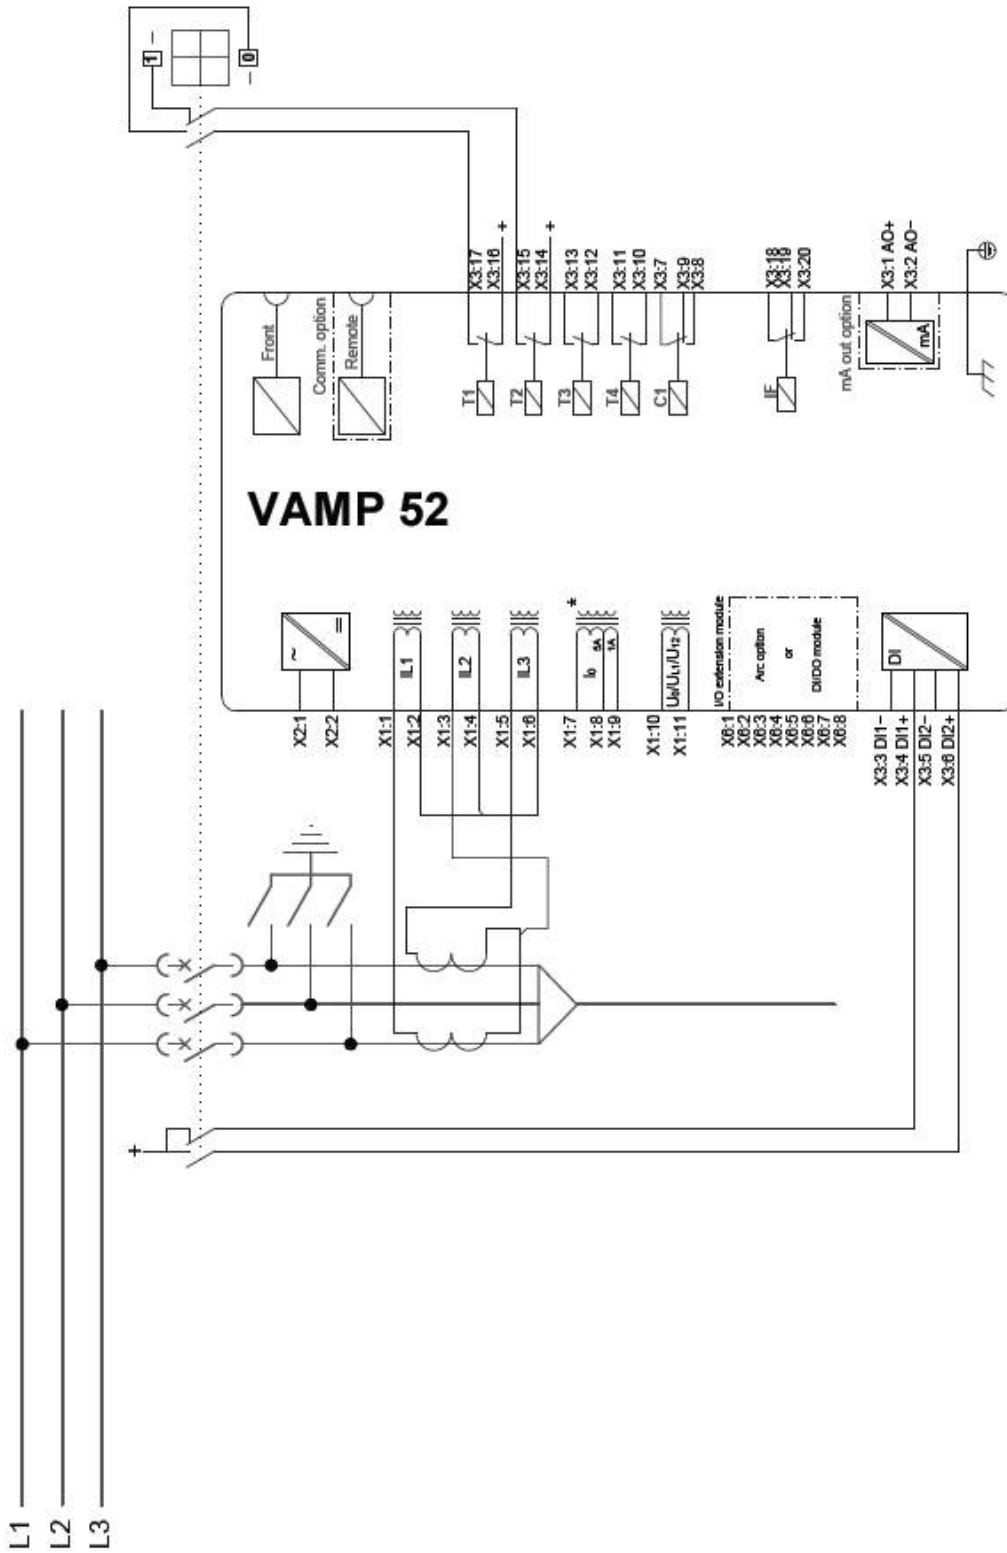 L1
L2
L3
1
–
0
–
+
VAMP 52
Front
Comm. option
Remote
T1
T2
T3
T4
C1
IF
mA out option
mA
X3:17
X3:16
+
X3:15
X3:14
+
X3:13
X3:12
X3:11
X3:10
X3:7
X3:9
X3:8
X3:18
X3:19
X3:20
X3:1 AO+
X3:2 AO–
~
=
IL1
IL2
IL3
I0
5A
1A
*
U0/UL1/U12
I/O extension module
Arc option
or
DI/DO module
DI
X2:1
X2:2
X1:1
X1:2
X1:3
X1:4
X1:5
X1:6
X1:7
X1:8
X1:9
X1:10
X1:11
X6:1
X6:2
X6:3
X6:4
X6:5
X6:6
X6:7
X6:8
X3:3 DI1–
X3:4 DI1+
X3:5 DI2–
X3:6 DI2+